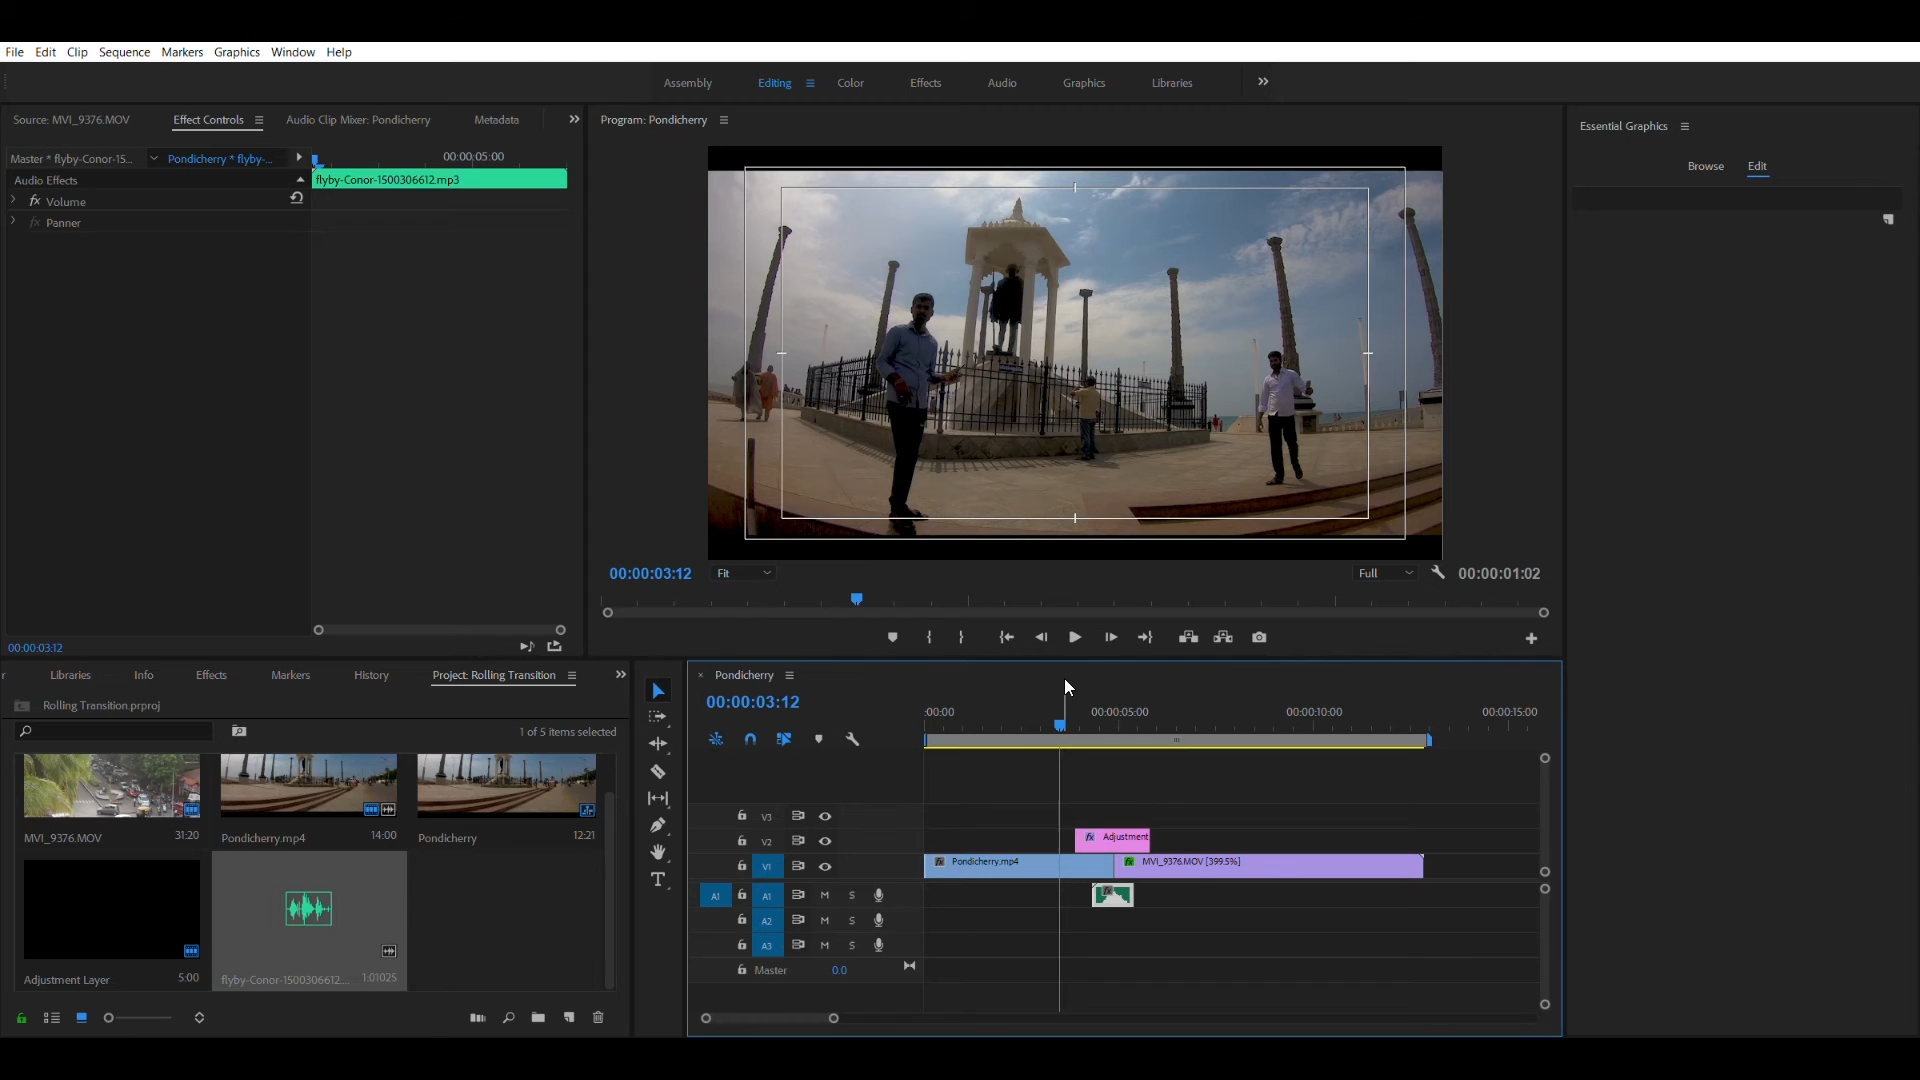 File Edit Clip Sequence Markers Graphics Window Help
Assembly Editing Color Effects Audio Graphics Libraries
Source: MVI_9376.MOV Effect Controls Audio Clip Mixer: Pondicherry Metadata
Program: Pondicherry
Essential Graphics
Browse Edit
Master * flyby-Conor-15... Pondicherry * flyby-...
00:00:05:00
Audio Effects
flyby-Conor-1500306612.mp3
fx Volume
fx Panner
00:00:03:12 Fit Full 00:00:01:02
00:00:03:12
r Libraries Info Effects Markers History Project: Rolling Transition
Rolling Transition.prproj
1 of 5 items selected
MVI_9376.MOV 31:20 Pondicherry.mp4 14:00 Pondicherry 12:21
Adjustment Layer 5:00 flyby-Conor-1500306612... 1:01025
× Pondicherry
00:00:03:12
:00:00 00:00:05:00 00:00:10:00 00:00:15:00
V3
V2 fx Adjustment
V1 fx Pondicherry.mp4 fx MVI_9376.MOV [399.5%]
A1 A1 M S fx
A2 M S
A3 M S
Master 0.0
T